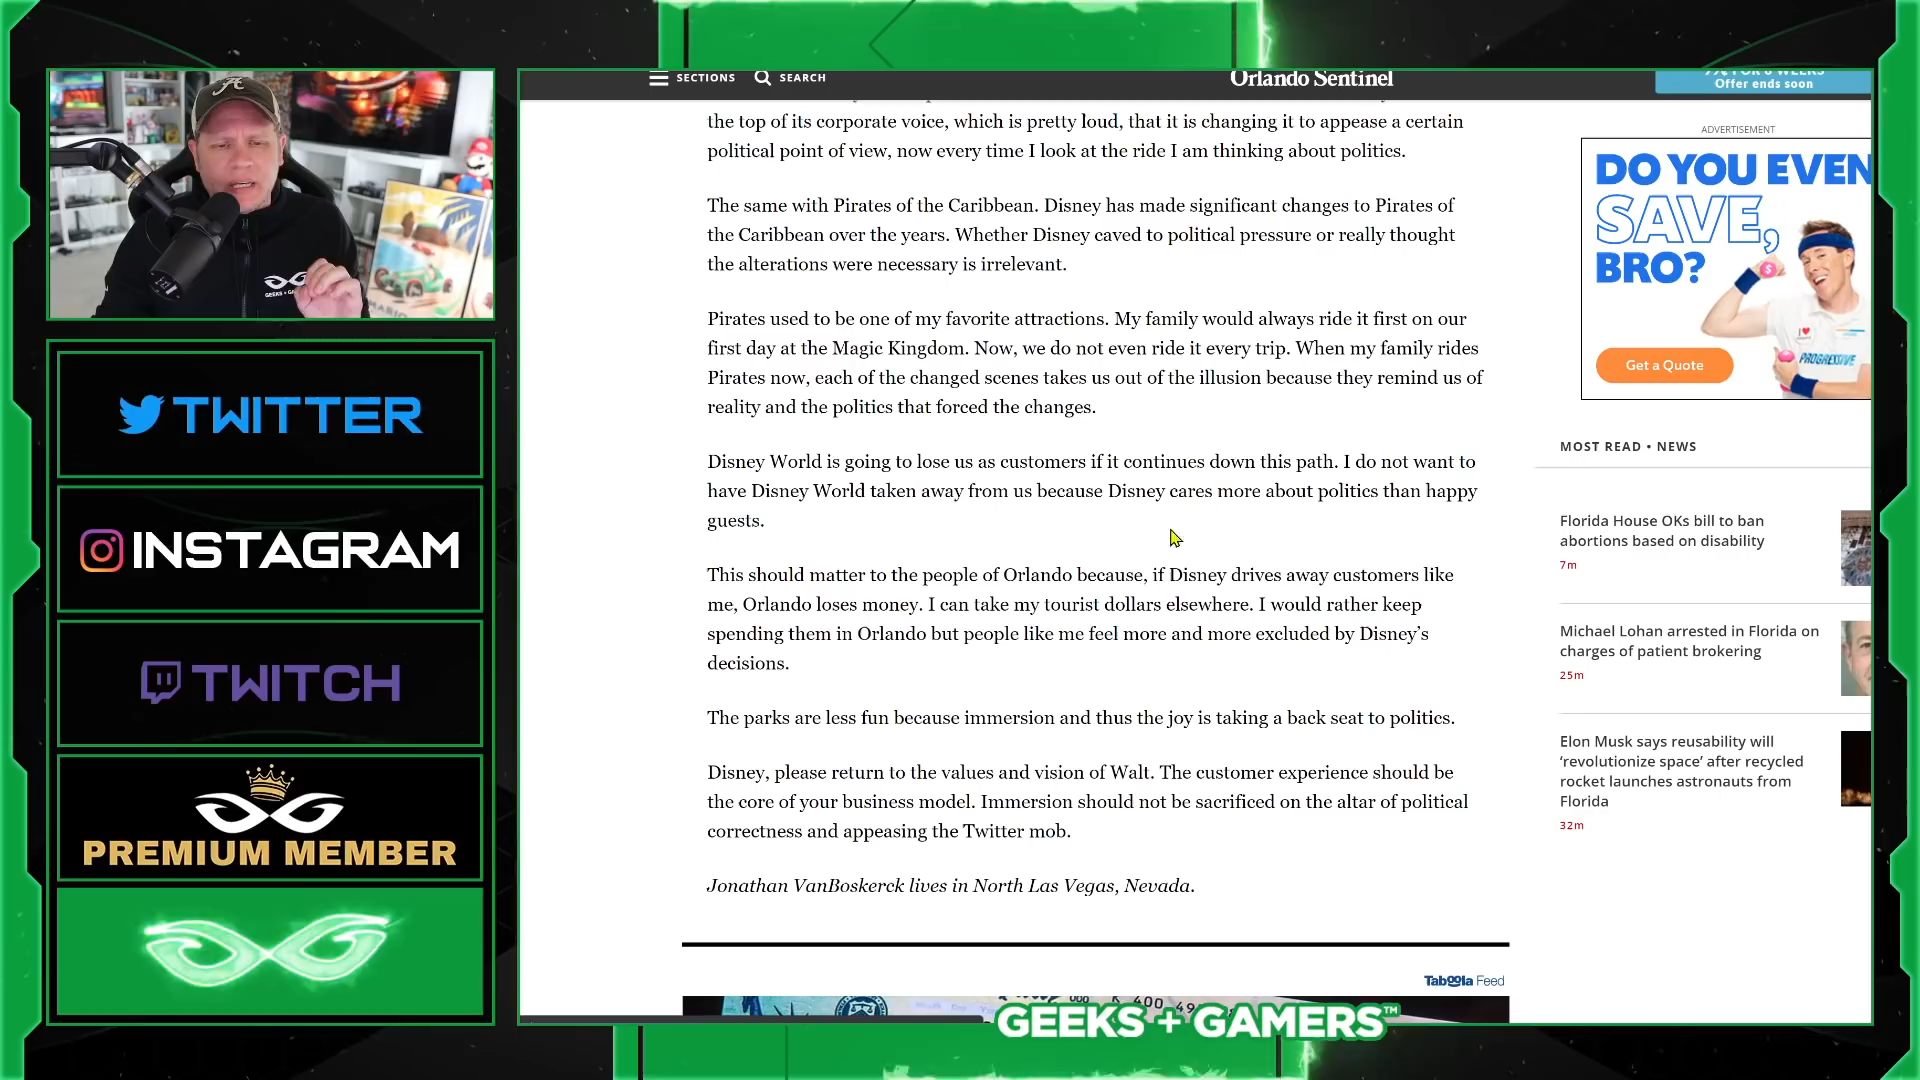 SECTIONS
SEARCH
Orlando Sentinel
Offer ends soon
the top of its corporate voice, which is pretty loud, that it is changing it to appease a certain
political point of view, now every time I look at the ride I am thinking about politics.
The same with Pirates of the Caribbean. Disney has made significant changes to Pirates of
the Caribbean over the years. Whether Disney caved to political pressure or really thought
the alterations were necessary is irrelevant.
Pirates used to be one of my favorite attractions. My family would always ride it first on our
first day at the Magic Kingdom. Now, we do not even ride it every trip. When my family rides
Pirates now, each of the changed scenes takes us out of the illusion because they remind us of
reality and the politics that forced the changes.
Disney World is going to lose us as customers if it continues down this path. I do not want to
have Disney World taken away from us because Disney cares more about politics than happy
guests.
This should matter to the people of Orlando because, if Disney drives away customers like
me, Orlando loses money. I can take my tourist dollars elsewhere. I would rather keep
spending them in Orlando but people like me feel more and more excluded by Disney’s
decisions.
The parks are less fun because immersion and thus the joy is taking a back seat to politics.
Disney, please return to the values and vision of Walt. The customer experience should be
the core of your business model. Immersion should not be sacrificed on the altar of political
correctness and appeasing the Twitter mob.
Jonathan VanBoskerck lives in North Las Vegas, Nevada.
Taboola Feed
ADVERTISEMENT
DO YOU EVEN
SAVE,
BRO?
Get a Quote
PROGRESSIVE
MOST READ • NEWS
Florida House OKs bill to ban
abortions based on disability
7m
Michael Lohan arrested in Florida on
charges of patient brokering
25m
Elon Musk says reusability will
‘revolutionize space’ after recycled
rocket launches astronauts from
Florida
32m
TWITTER
INSTAGRAM
TWITCH
PREMIUM MEMBER
GEEKS + GAMERS™